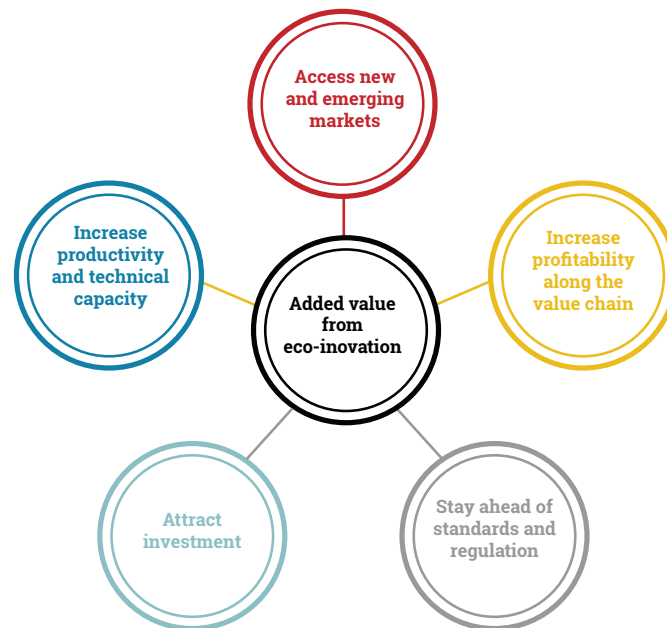 Access new
and emerging
markets
Increase
productivity
and technical
capacity
Increase
profitability
along the
value chain
Added value
from
eco-inovation
Attract
investment
Stay ahead of
standards and
regulation